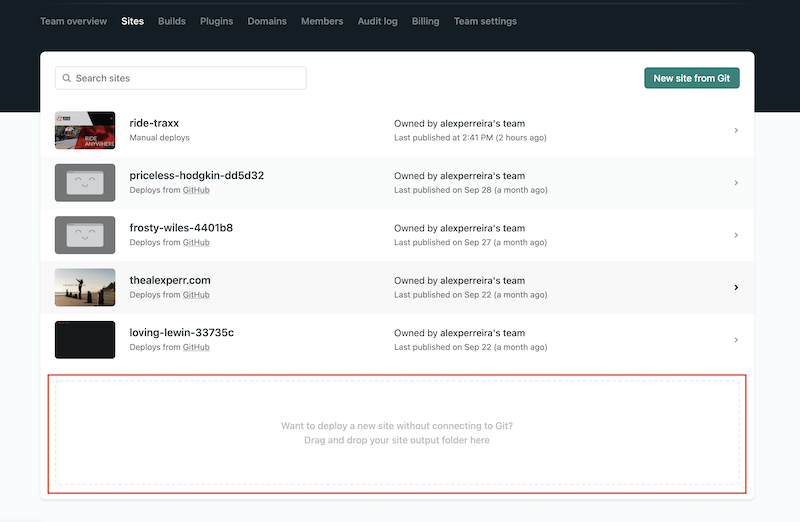 Team overview Sites Builds Plugins Domains Members Audit log Billing Team settings
Search sites New site from Git
ride-traxx Owned by alexperreira's team
Manual deploys Last published at 2:41 PM (2 hours ago)
RIDE
ANYWHERE
priceless-hodgkin-dd5d32 Owned by alexperreira's team
Deploys from GitHub Last published on Sep 28 (a month ago)
frosty-wiles-4401b8 Owned by alexperreira's team
Deploys from GitHub Last published on Sep 27 (a month ago)
thealexperr.com Owned by alexperreira's team
Deploys from GitHub Last published on Sep 22 (a month ago)
loving-lewin-33735c Owned by alexperreira's team
Deploys from GitHub Last published on Sep 22 (a month ago)
Want to deploy a new site without connecting to Git?
Drag and drop your site output folder here